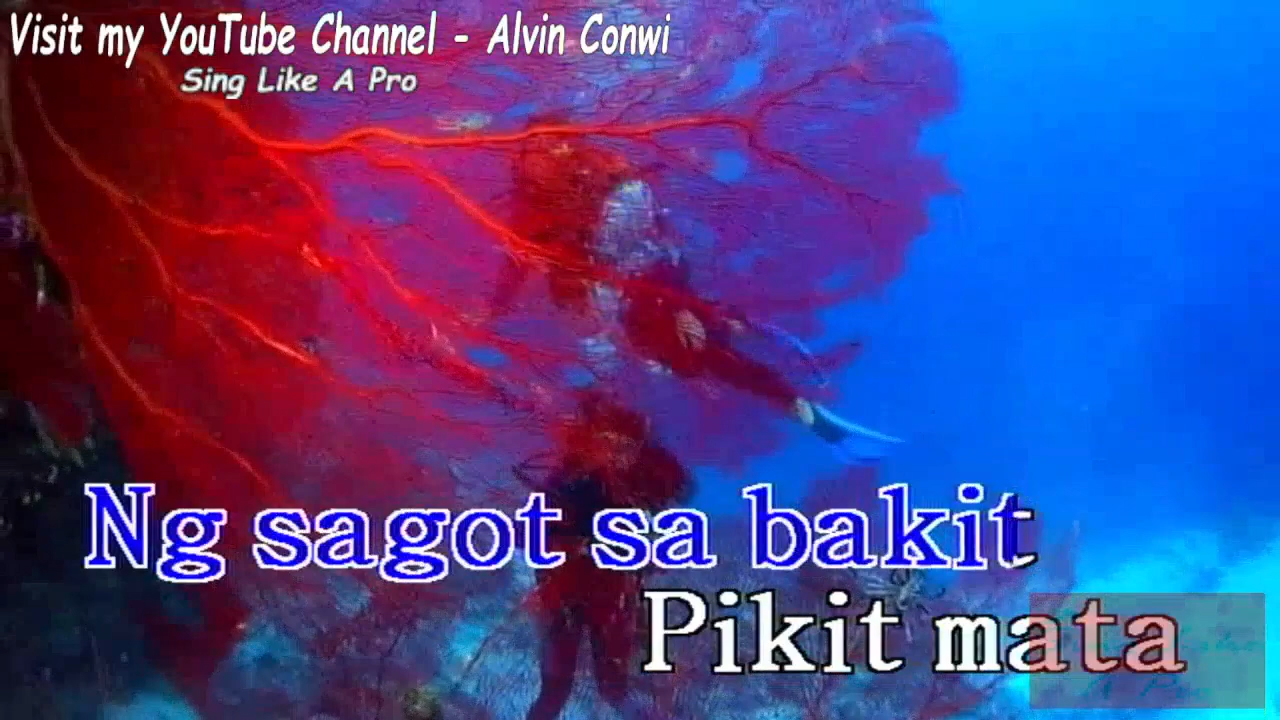 Visit my YouTube Channel - Alvin Conwi
Sing Like A Pro
Ng sagot sa bakit
Pikit mata